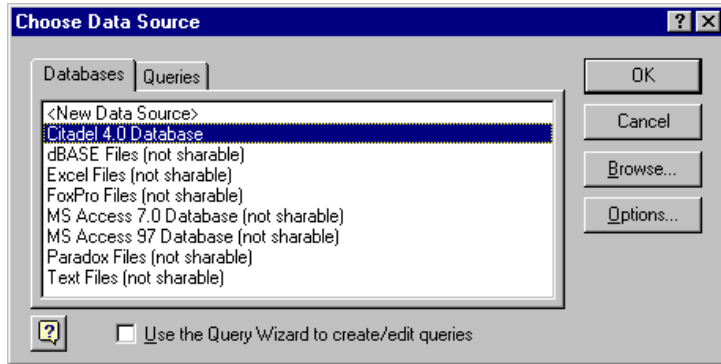 Choose Data Source
Databases
Queries
<New Data Source>
Citadel 4.0 Database
dBASE Files (not sharable)
Excel Files (not sharable)
FoxPro Files (not sharable)
MS Access 7.0 Database (not sharable)
MS Access 97 Database (not sharable)
Paradox Files (not sharable)
Text Files (not sharable)
OK
Cancel
Browse...
Options...
Use the Query Wizard to create/edit queries